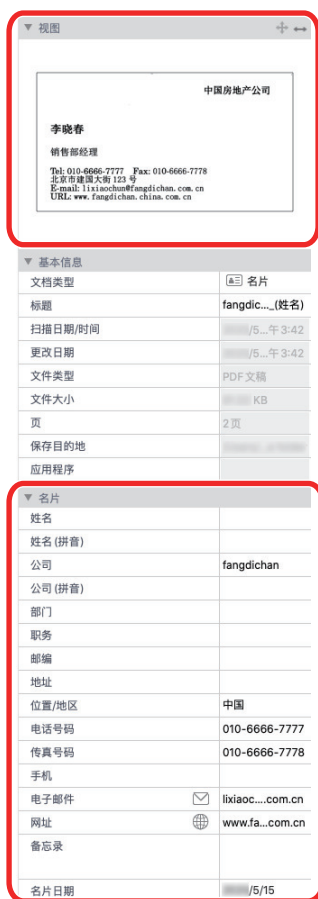 ▼ 视图
中国房地产公司
李晓春
销售部经理
Tel: 010-6666-7777 Fax: 010-6666-7778
北京市建国大街 123 号
E-mail: lixiaochun@fangdichan.com.cn
URL: www.fangdichan.china.com.cn
▼ 基本信息
文档类型 名片
标题 fangdic..._(姓名)
扫描日期/时间 /5...午3:42
更改日期 /5...午3:42
文件类型 PDF文稿
文件大小 KB
页 2页
保存目的地
应用程序
▼ 名片
姓名
姓名(拼音)
公司 fangdichan
公司(拼音)
部门
职务
邮编
地址
位置/地区 中国
电话号码 010-6666-7777
传真号码 010-6666-7778
手机
电子邮件 lixiaoc....com.cn
网址 www.fa...com.cn
备忘录
名片日期 /5/15